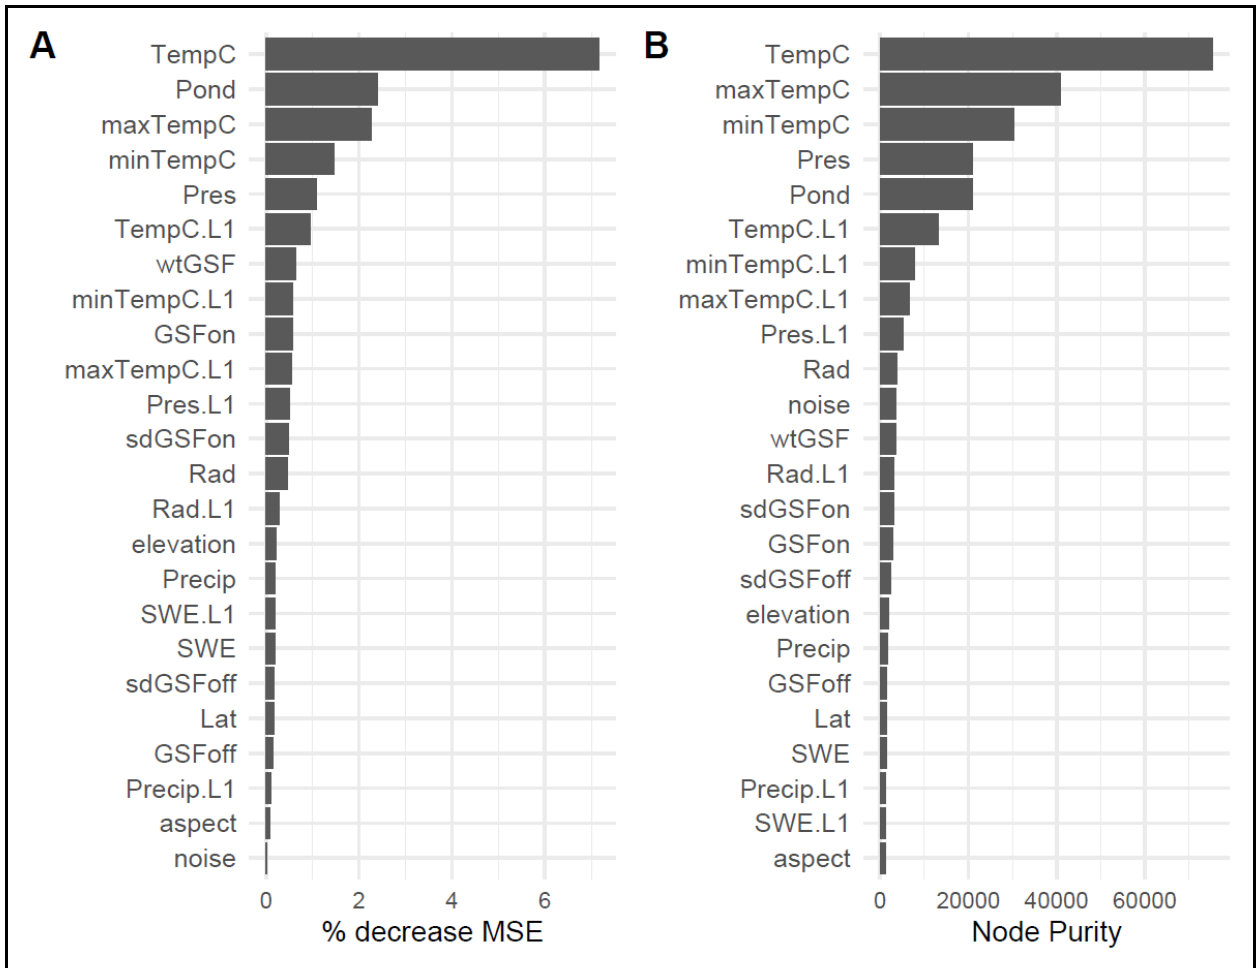 A
TempC
Pond
maxTempC
minTempC
Pres
TempC.L1
wtGSF
minTempC.L1
GSFon
maxTempC.L1
Pres.L1
sdGSFon
Rad
Rad.L1
elevation
Precip
SWE.L1
SWE
sdGSFoff
Lat
GSFoff
Precip.L1
aspect
noise
0 2 4 6
% decrease MSE
B
TempC
maxTempC
minTempC
Pres
Pond
TempC.L1
minTempC.L1
maxTempC.L1
Pres.L1
Rad
noise
wtGSF
Rad.L1
sdGSFon
GSFon
sdGSFoff
elevation
Precip
GSFoff
Lat
SWE
Precip.L1
SWE.L1
aspect
0 20000 40000 60000
Node Purity